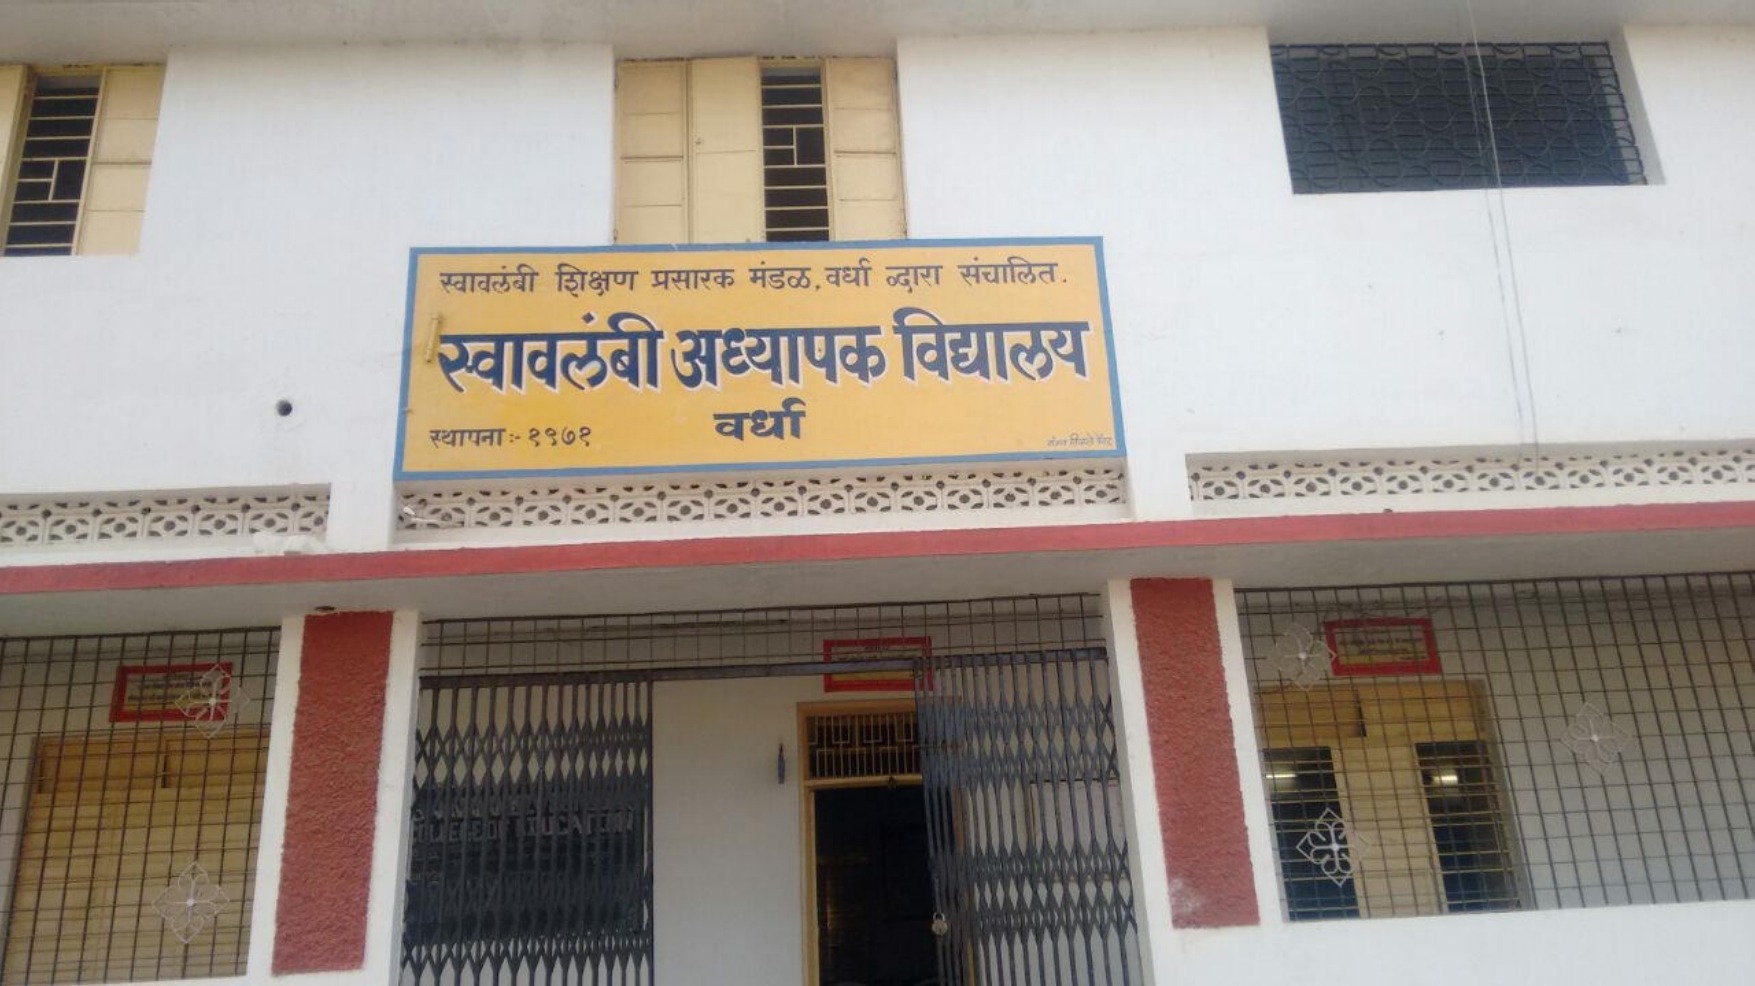 स्वावलंबी शिक्षण प्रसारक मंडळ, वर्धा व्दारा संचालित.
स्वावलंबी अध्यापक विद्यालय
वर्धा
स्थापना :- १९७१